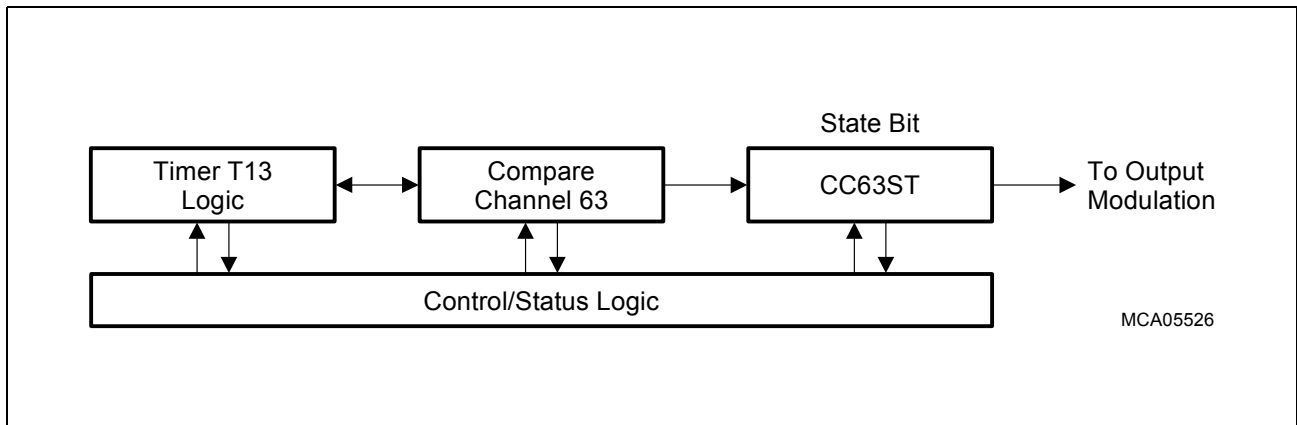 State Bit
Timer T13
Logic
Compare
Channel 63
CC63ST
To Output
Modulation
Control/Status Logic
MCA05526